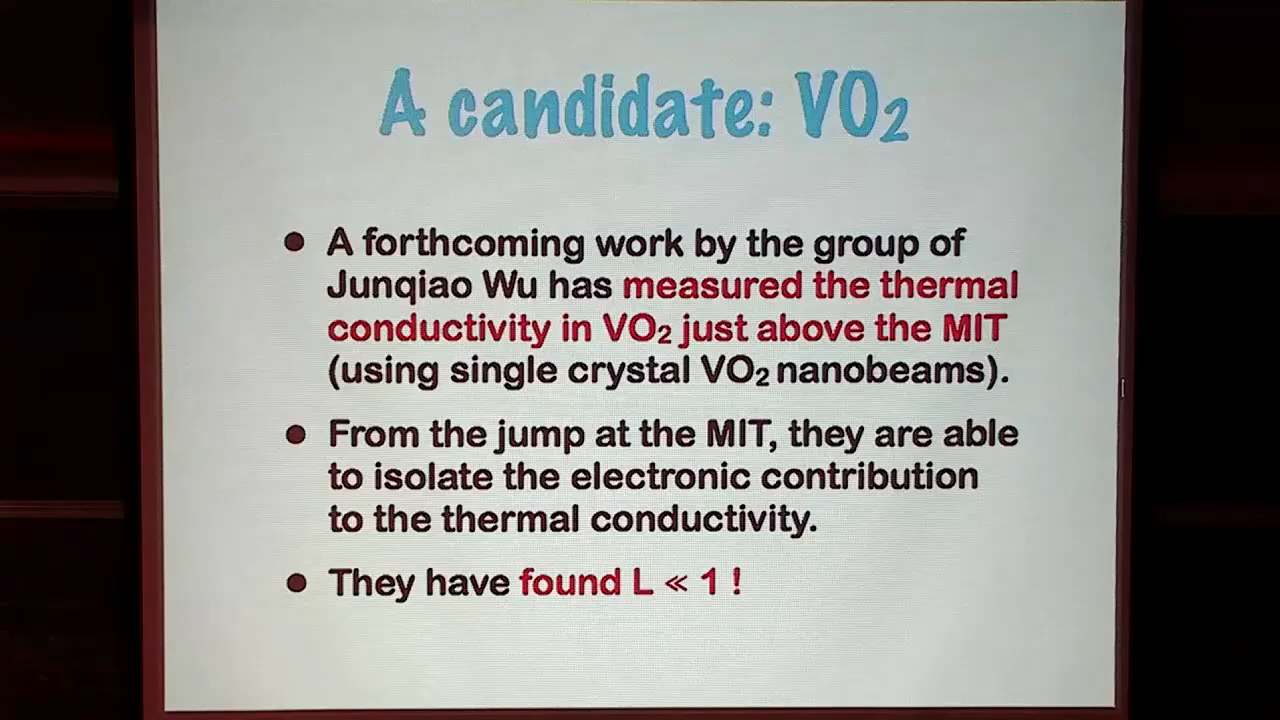 A candidate: VO₂
• A forthcoming work by the group of
Junqiao Wu has measured the thermal
conductivity in VO₂ just above the MIT
(using single crystal VO₂ nanobeams).
• From the jump at the MIT, they are able
to isolate the electronic contribution
to the thermal conductivity.
• They have found L ≪ 1 !